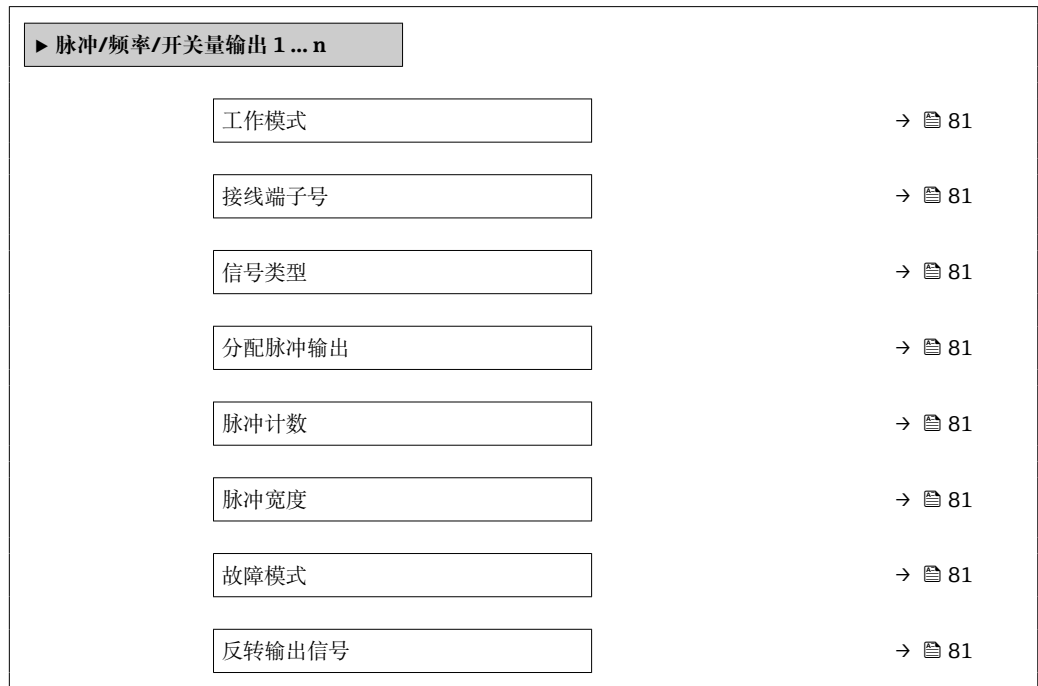 ▶ 脉冲/频率/开关量输出 1 ... n
工作模式 → 81
接线端子号 → 81
信号类型 → 81
分配脉冲输出 → 81
脉冲计数 → 81
脉冲宽度 → 81
故障模式 → 81
反转输出信号 → 81